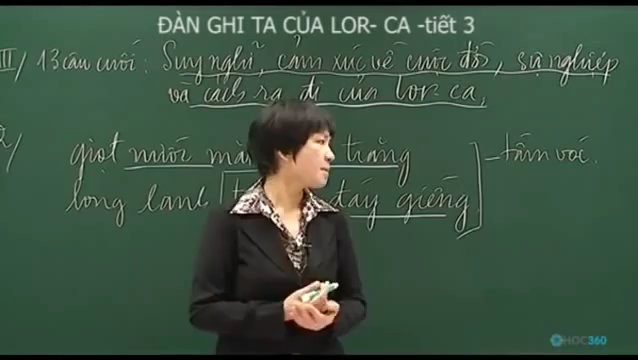 ĐÀN GHI TA CỦA LOR- CA -tiết 3
III/ 13 câu cuối: Suy nghĩ, cảm xúc về cuộc đời, sự nghiệp
và cách ra đi của lor-ca,
2/ giọt nước mắ trăng - tầm vóc.
long lanh đáy giếng
HOC360